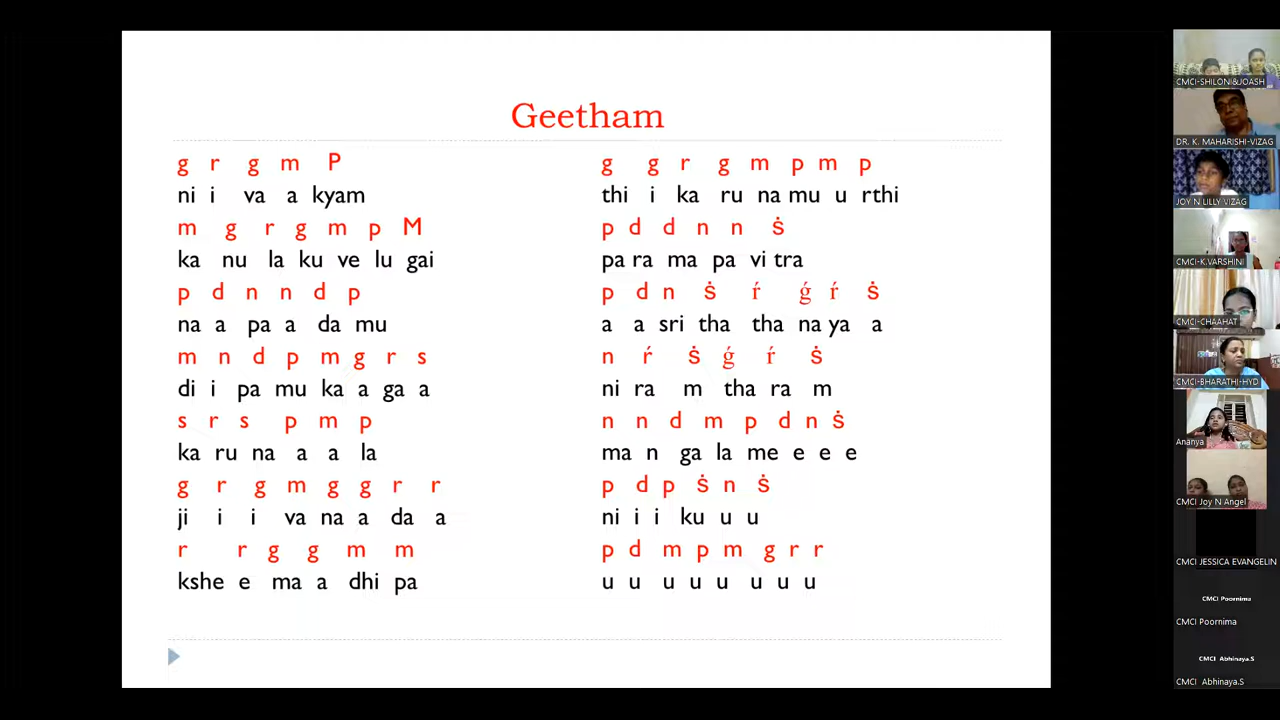 Geetham
g r g m P
ni i va a kyam
m g r g m p M
ka nu la ku ve lu gai
p d n n d p
na a pa a da mu
m n d p m g r s
di i pa mu ka a ga a
s r s p m p
ka ru na a a la
g r g m g g r r
ji i i va na a da a
r r g g m m
kshe e ma a dhi pa
g g r g m p m p
thi i ka ru na mu u rthi
p d d n n ṡ
pa ra ma pa vi tra
p d n ṡ ŕ ǵ ŕ ṡ
a a sri tha tha na ya a
n ŕ ṡ ǵ ŕ ṡ
ni ra m tha ra m
n n d m p d n ṡ
ma n ga la me e e e
p d p ṡ n ṡ
ni i i ku u u
p d m p m g r r
u u u u u u u u
CMCI-SHILONI&JOASH
DR. K. MAHARISHI-VIZAG
JOY N LILLY-VIZAG
CMCI-K.VARSHINI
CMCI-CHAAHAT
CMCI-BHARATHI-HYD
Ananya
CMCI Joy N Angel
CMCI JESSICA EVANGELIN
CMCI Poornima
CMCI Poornima
CMCI Abhinaya.S
CMCI Abhinaya.S